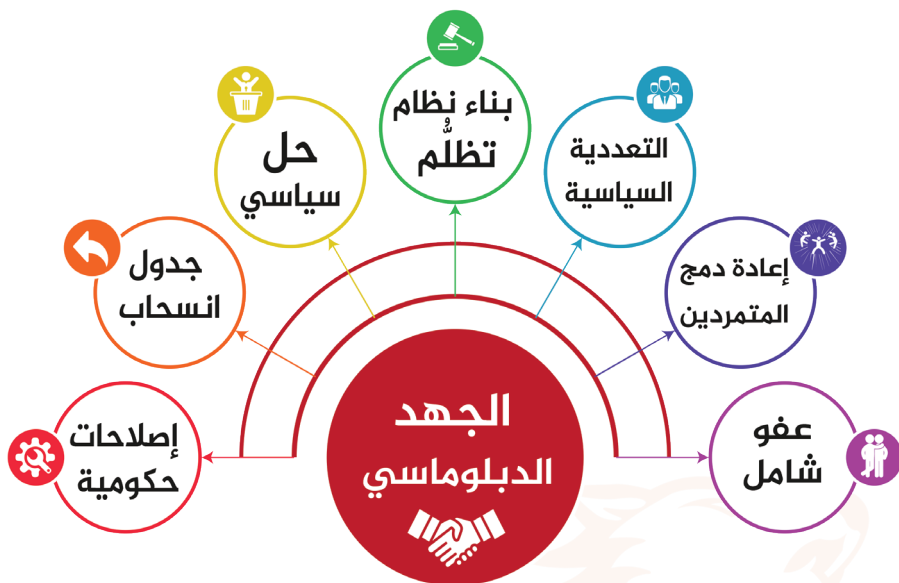 بناء نظام
تظلُّم
التعددية
السياسية
حل
سياسي
إعادة دمج
المتمردين
جدول
انسحاب
عفو
شامل
إصلاحات
حكومية
الجهد
الدبلوماسي